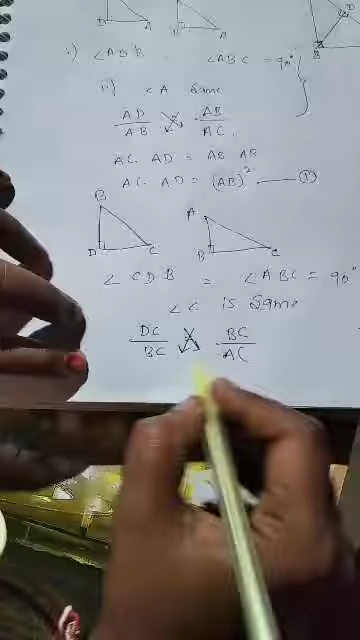 D A B A
D
B
i) ∠ADB = ∠ABC = 90°
ii) ∠A Same
AD/AB = AB/AC
AC. AD = AB AB
AC. AD = (AB)² —— (1)
B A
D C B C
∠CDB = ∠ABC = 90°
∠C is Same
DC/BC = BC/AC